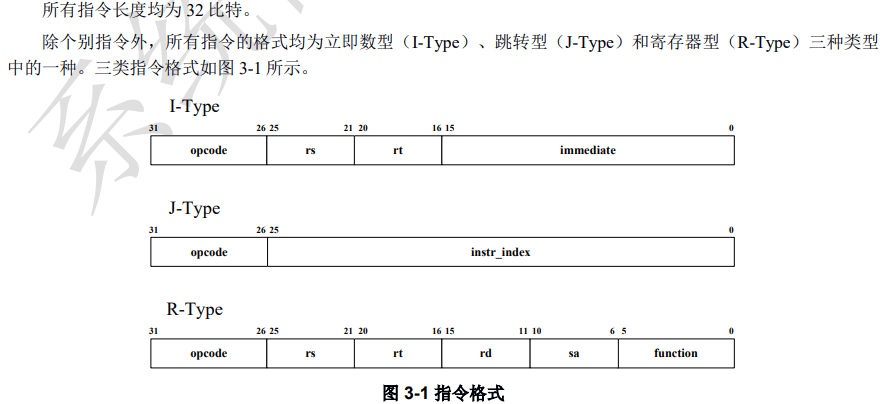 所有指令长度均为 32 比特。
除个别指令外，所有指令的格式均为立即数型（I-Type）、跳转型（J-Type）和寄存器型（R-Type）三种类型
中的一种。三类指令格式如图 3-1 所示。
I-Type
31 26 25 21 20 16 15 0
opcode rs rt immediate
J-Type
31 26 25 0
opcode instr_index
R-Type
31 26 25 21 20 16 15 11 10 6 5 0
opcode rs rt rd sa function
图 3-1 指令格式